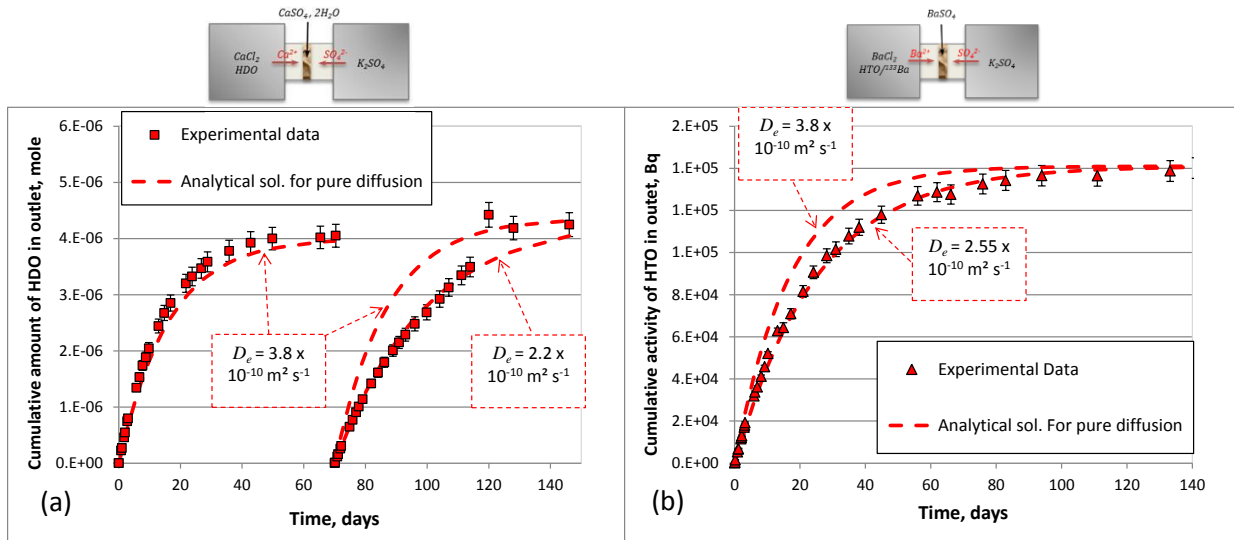 CaSO₄, 2H₂O
CaCl₂
HDO
Ca²⁺
SO₄²⁻
K₂SO₄
BaSO₄
BaCl₂
HTO/¹³³Ba
Ba²⁺
SO₄²⁻
K₂SO₄
Cumulative amount of HDO in outlet, mole
6.E-06
5.E-06
4.E-06
3.E-06
2.E-06
1.E-06
0.E+00
Experimental data
Analytical sol. for pure diffusion
Dₑ = 3.8 x
10⁻¹⁰ m² s⁻¹
Dₑ = 2.2 x
10⁻¹⁰ m² s⁻¹
0 20 40 60 80 100 120 140
(a)
Time, days
Cumulative activity of HTO in outet, Bq
2.E+05
1.E+05
1.E+05
1.E+05
8.E+04
6.E+04
4.E+04
2.E+04
0.E+00
Dₑ = 3.8 x
10⁻¹⁰ m² s⁻¹
Dₑ = 2.55 x
10⁻¹⁰ m² s⁻¹
Experimental Data
Analytical sol. For pure diffusion
0 20 40 60 80 100 120 140
(b)
Time, days